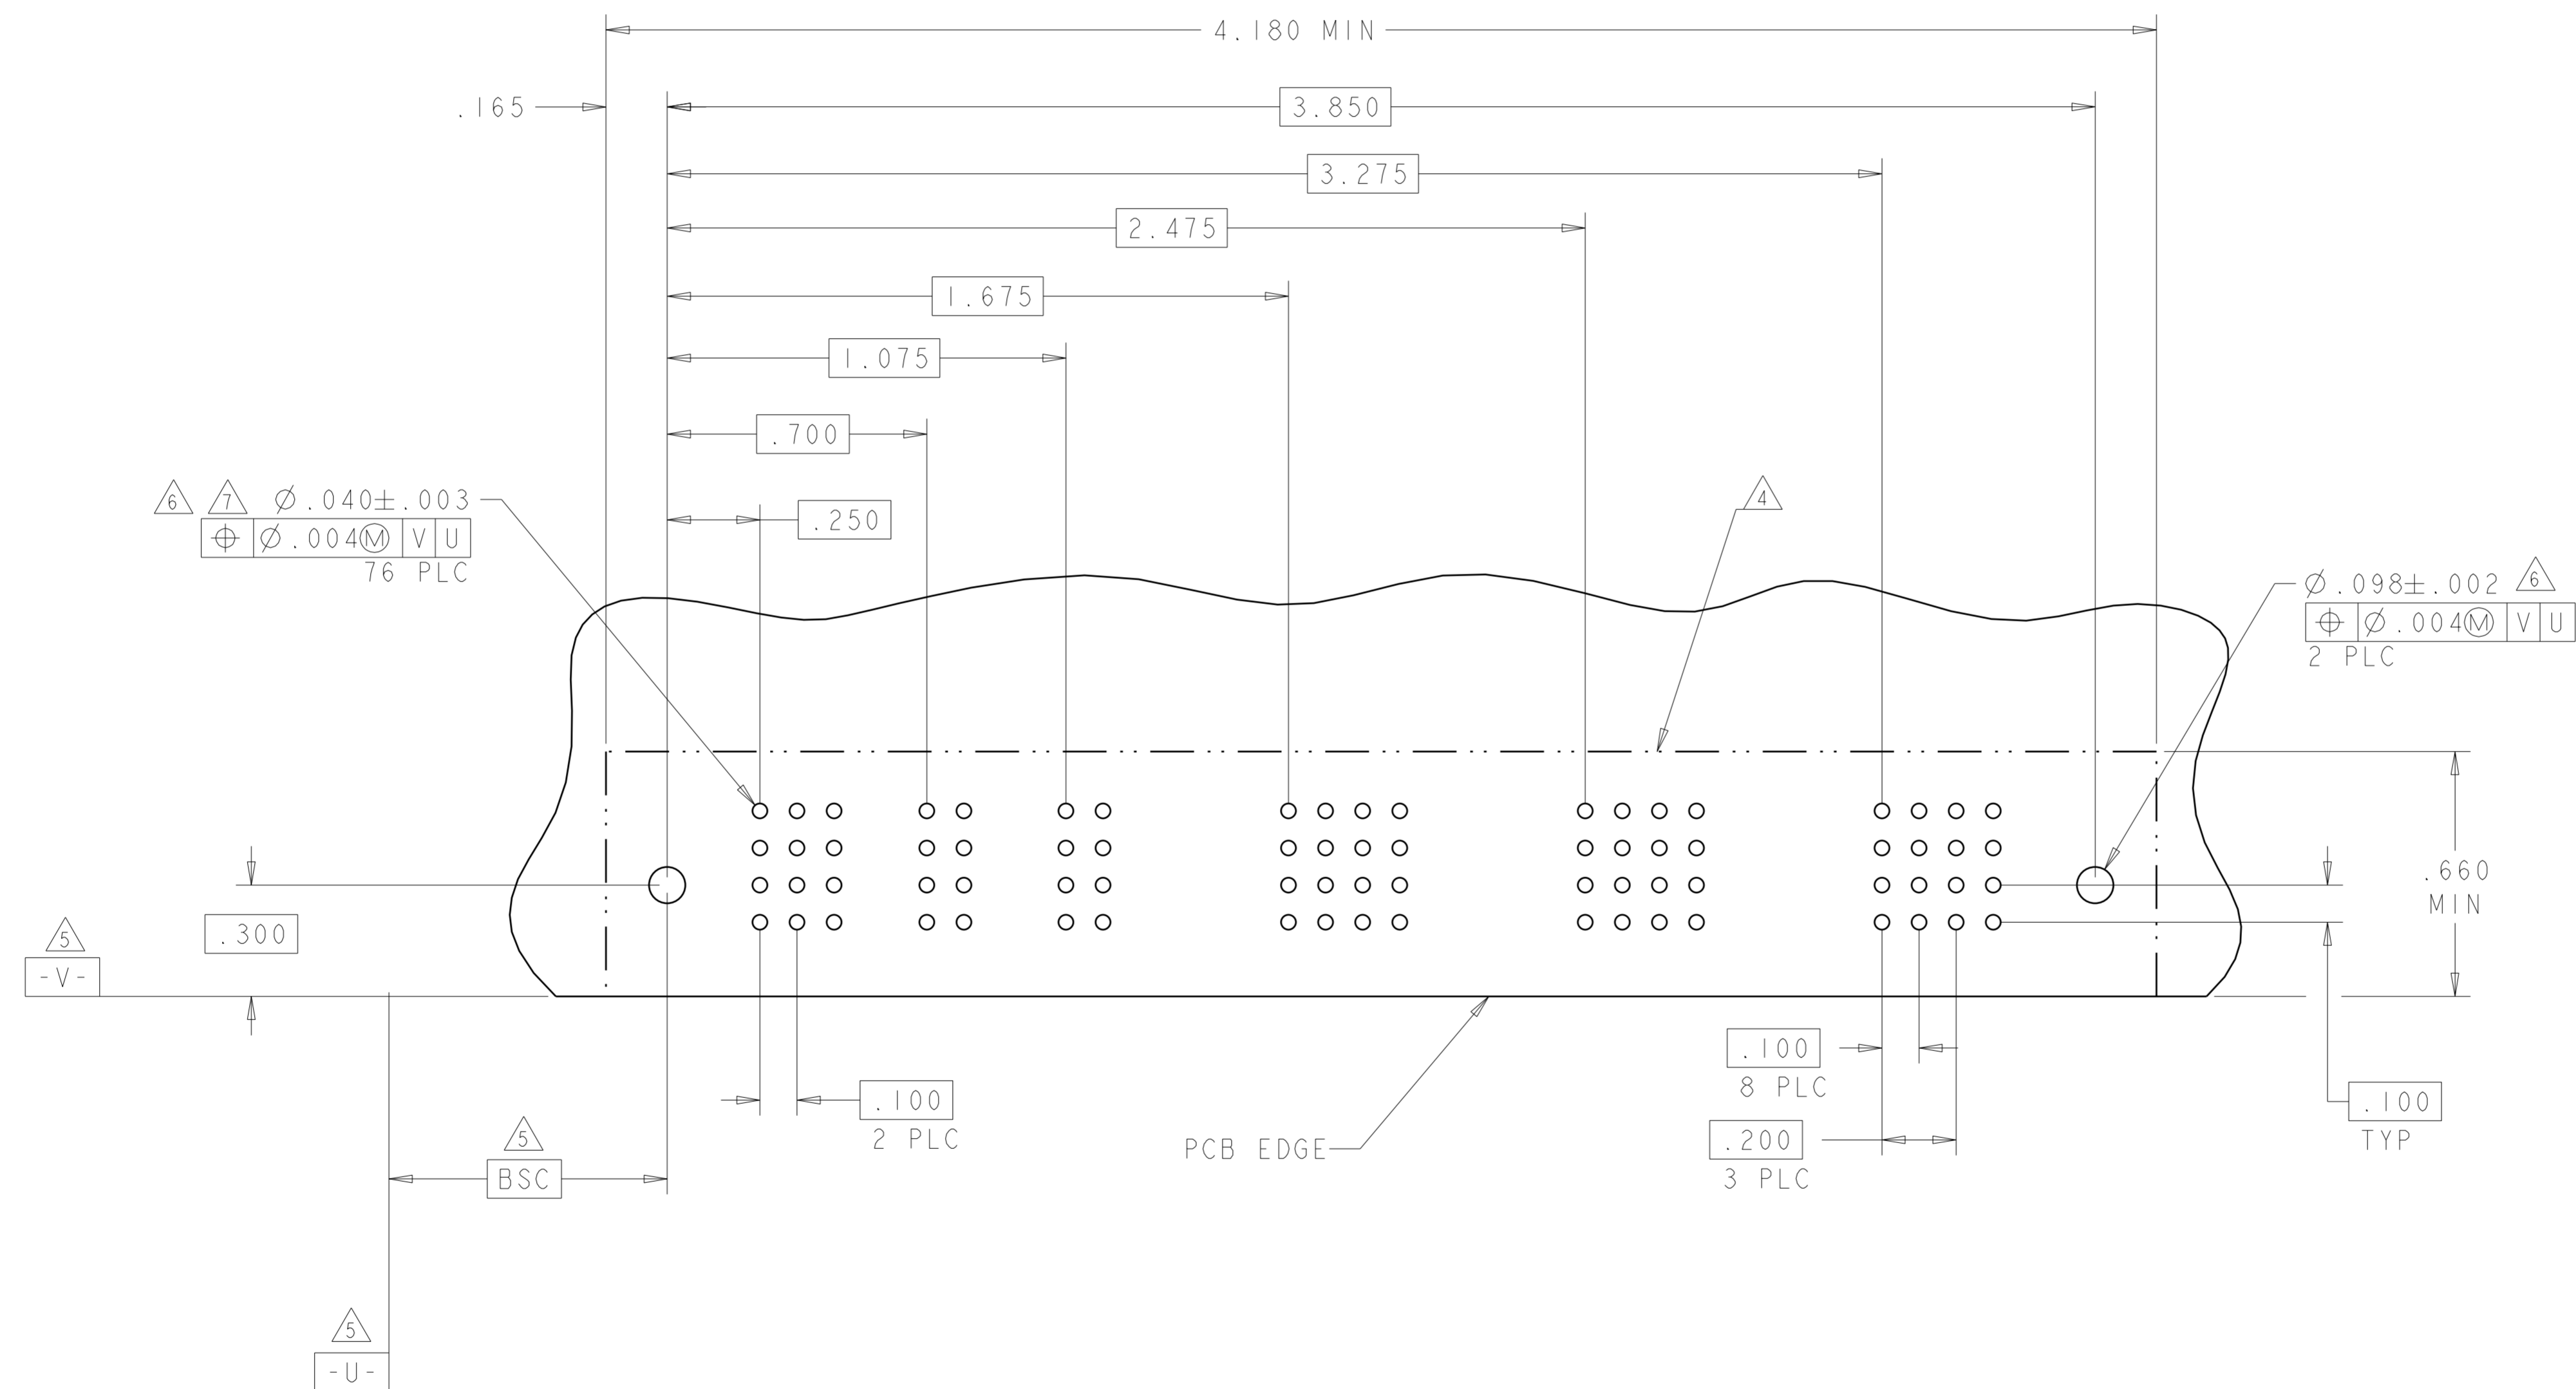 4.180 MIN
.165
3.850
3.275
2.475
1.675
1.075
.700
.250
6 7 Ø.040±.003
⌖ Ø.004Ⓜ V U
76 PLC
4
Ø.098±.002 6
⌖ Ø.004Ⓜ V U
2 PLC
.660
MIN
.300
5
-V-
.100
2 PLC
5
BSC
PCB EDGE
.100
8 PLC
.200
3 PLC
.100
TYP
5
-U-